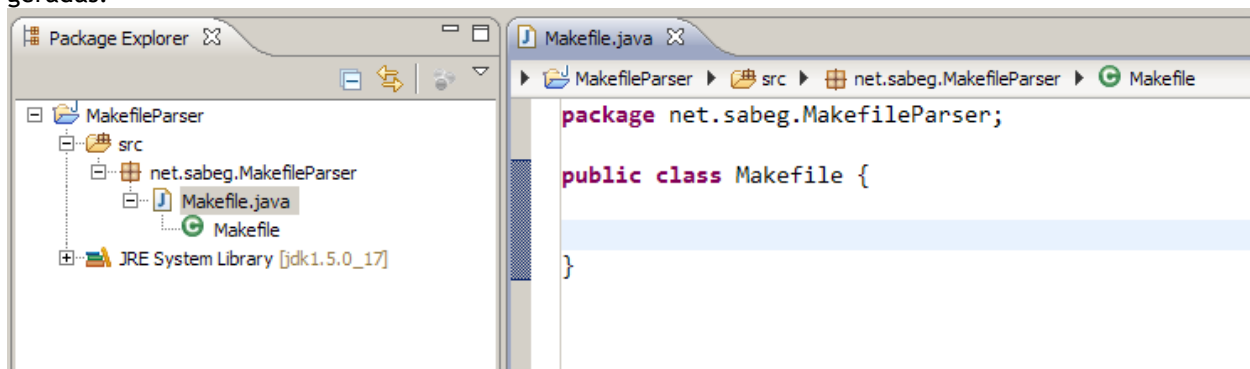 geradas.
Package Explorer
MakefileParser
src
net.sabeg.MakefileParser
Makefile.java
Makefile
JRE System Library [jdk1.5.0_17]
Makefile.java
MakefileParser src net.sabeg.MakefileParser Makefile
package net.sabeg.MakefileParser;
public class Makefile {
}